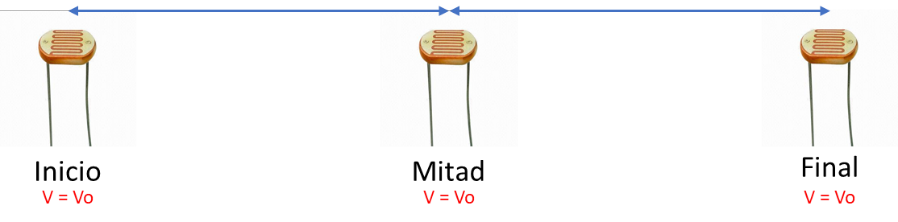 Inicio
V = Vo
Mitad
V = Vo
Final
V = Vo